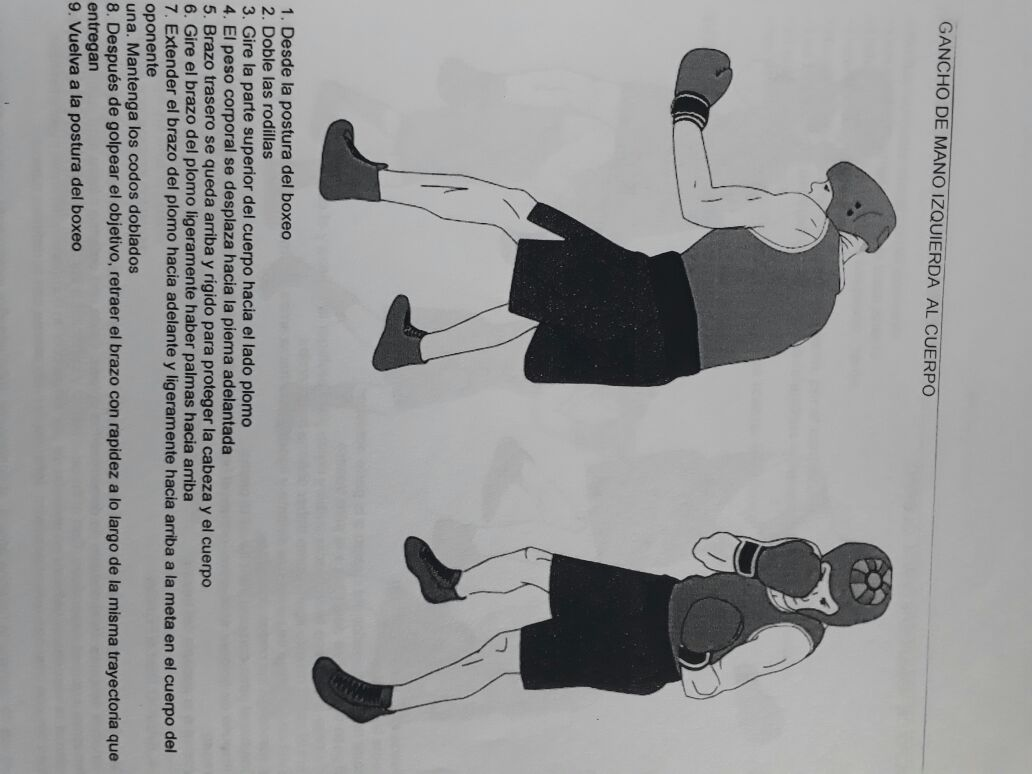 GANCHO DE MANO IZQUIERDA AL CUERPO
1. Desde la postura del boxeo
2. Doble las rodillas
3. Gire la parte superior del cuerpo hacia el lado plomo
4. El peso corporal se desplaza hacia la pierna adelantada
5. Brazo trasero se queda arriba y rígido para proteger la cabeza y el cuerpo
6. Gire el brazo del plomo ligeramente haber palmas hacia arriba
7. Extender el brazo del plomo hacia adelante y ligeramente hacia arriba a la meta en el cuerpo del
oponente
una. Mantenga los codos doblados
8. Después de golpear el objetivo, retraer el brazo con rapidez a lo largo de la misma trayectoria que
entregan
9. Vuelva a la postura del boxeo